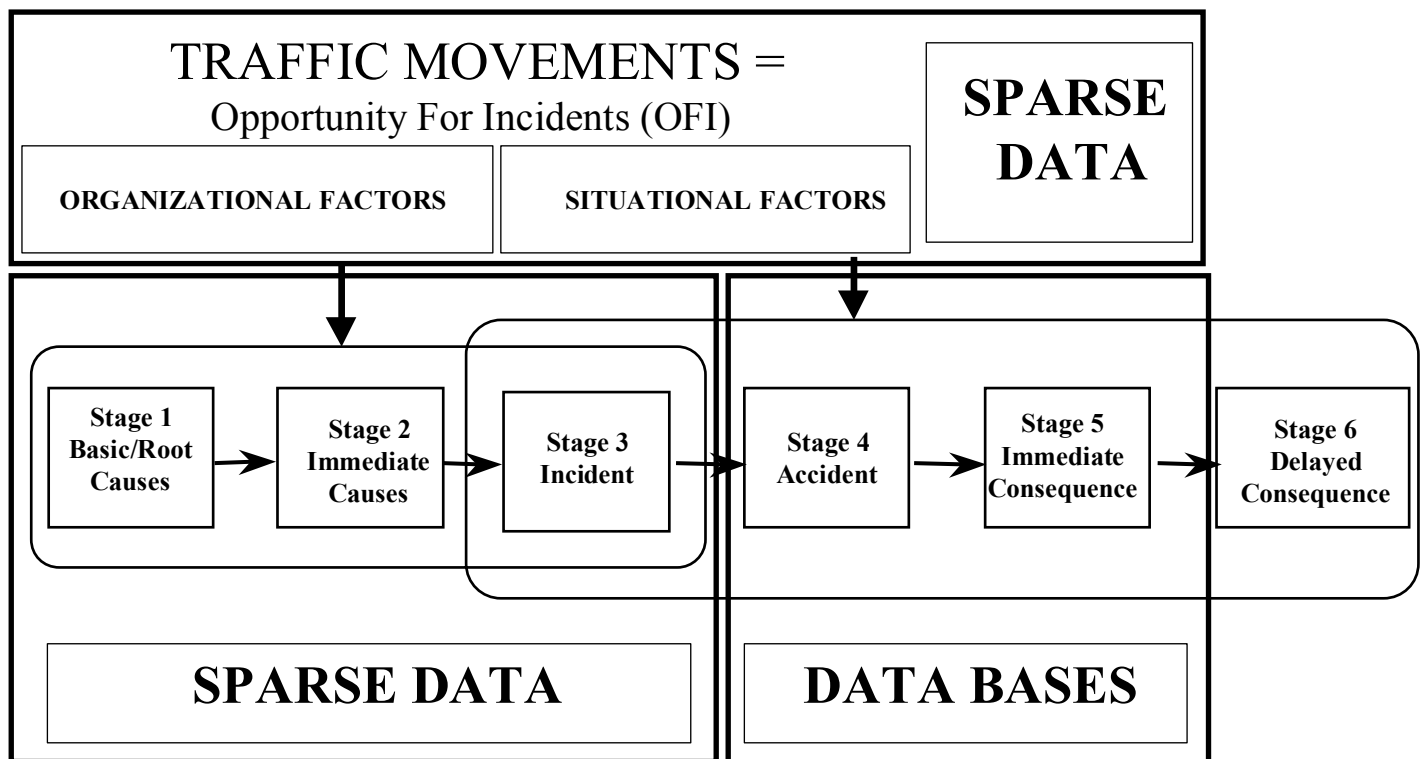 TRAFFIC MOVEMENTS =
Opportunity For Incidents (OFI)
SPARSE
DATA
ORGANIZATIONAL FACTORS
SITUATIONAL FACTORS
Stage 1
Basic/Root
Causes
Stage 2
Immediate
Causes
Stage 3
Incident
Stage 4
Accident
Stage 5
Immediate
Consequence
Stage 6
Delayed
Consequence
SPARSE DATA
DATA BASES